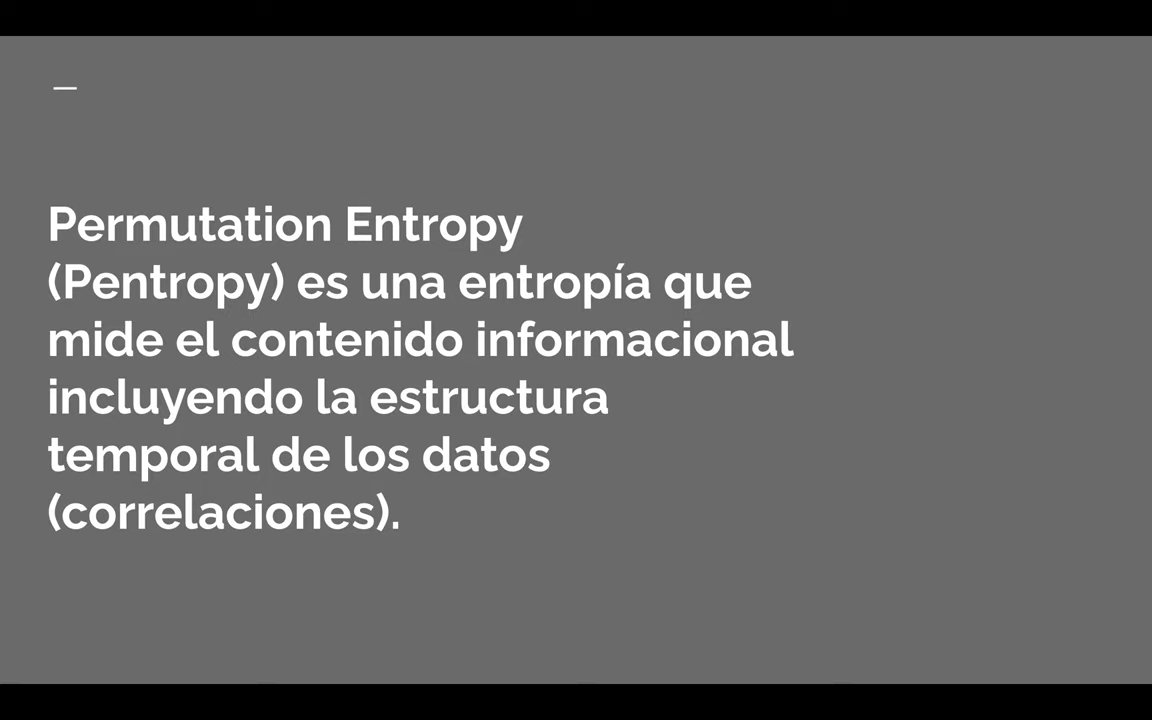 Permutation Entropy
(Pentropy) es una entropía que
mide el contenido informacional
incluyendo la estructura
temporal de los datos
(correlaciones).